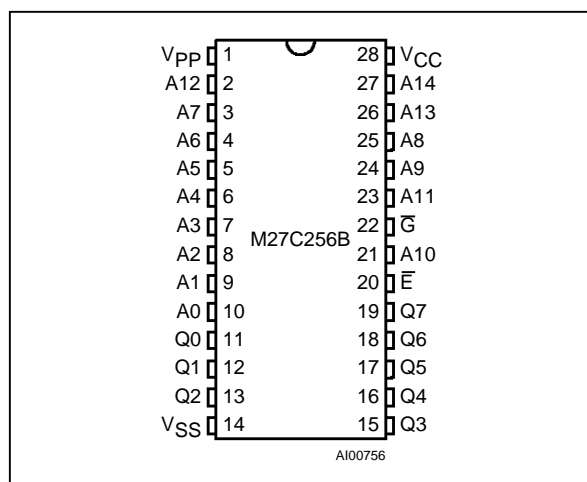 VPP 1 28 VCC
A12 2 27 A14
A7 3 26 A13
A6 4 25 A8
A5 5 24 A9
A4 6 23 A11
A3 7 22 G̅
M27C256B
A2 8 21 A10
A1 9 20 E̅
A0 10 19 Q7
Q0 11 18 Q6
Q1 12 17 Q5
Q2 13 16 Q4
VSS 14 15 Q3
AI00756